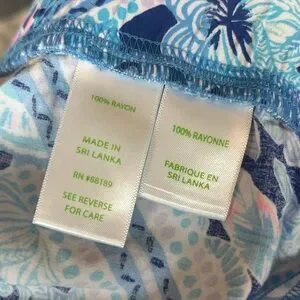 100% RAYON
MADE IN
SRI LANKA
RN #88189
SEE REVERSE
FOR CARE
100% RAYONNE
FABRIQUE EN
SRI LANKA